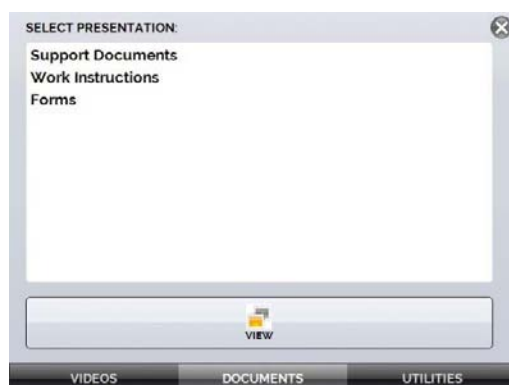 SELECT PRESENTATION:
Support Documents
Work Instructions
Forms
VIEW
VIDEOS DOCUMENTS UTILITIES